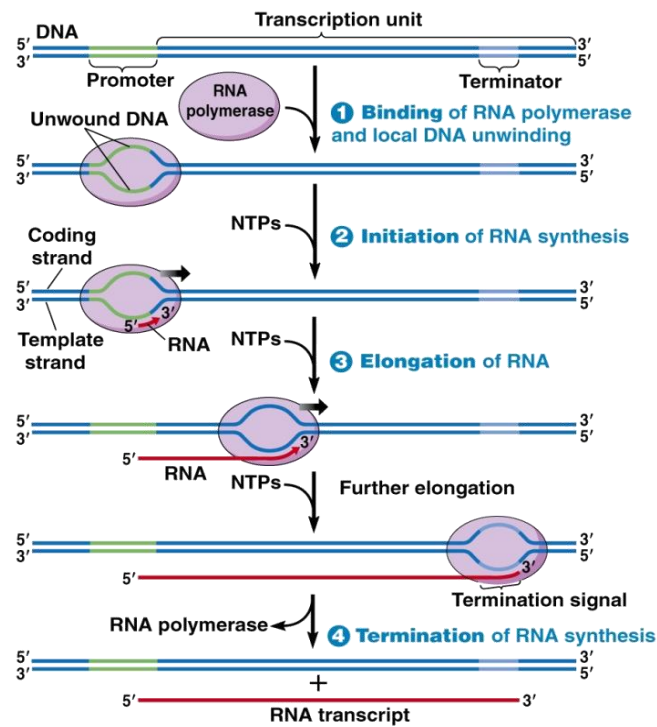 DNA
Transcription unit
5′
3′
3′
5′
Promoter
Terminator
RNA
polymerase
1 Binding of RNA polymerase
and local DNA unwinding
Unwound DNA
5′
3′
3′
5′
NTPs
2 Initiation of RNA synthesis
Coding
strand
5′
3′
3′
5′
5′
3′
Template
strand
RNA
NTPs
3 Elongation of RNA
5′
3′
3′
5′
3′
5′
RNA
NTPs
Further elongation
5′
3′
3′
5′
3′
5′
Termination signal
RNA polymerase
4 Termination of RNA synthesis
5′
3′
3′
5′
+
5′
3′
RNA transcript